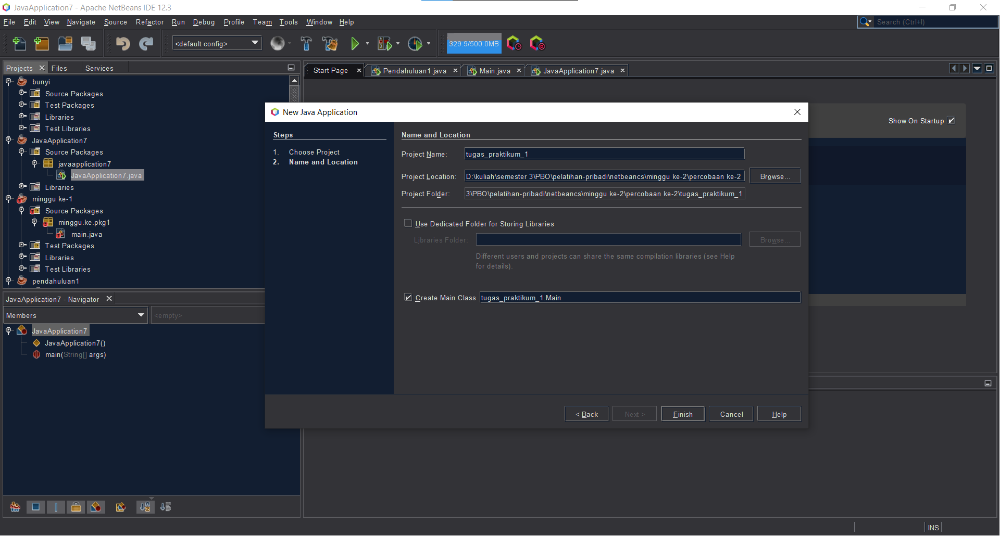 JavaApplication7 - Apache NetBeans IDE 12.3
File Edit View Navigate Source Refactor Run Debug Profile Team Tools Window Help
Search (Ctrl+I)
<default config>
329.9/500.0MB
Projects Files Services
Start Page Pendahuluan1.java Main.java JavaApplication7.java
bunyi
Source Packages
Test Packages
Libraries
Test Libraries
JavaApplication7
Source Packages
javaapplication7
JavaApplication7.java
Libraries
minggu ke-1
Source Packages
minggu.ke.pkg1
main.java
Test Packages
Libraries
Test Libraries
pendahuluan1
Show On Startup
New Java Application
Steps
1. Choose Project
2. Name and Location
Name and Location
Project Name: tugas_praktikum_1
Project Location: D:\kuliah\semester 3\PBO\pelatihan-pribadi\netbeancs\minggu ke-2\percobaan ke-2 Browse...
Project Folder: 3\PBO\pelatihan-pribadi\netbeancs\minggu ke-2\percobaan ke-2\tugas_praktikum_1
Use Dedicated Folder for Storing Libraries
Libraries Folder: Browse...
Different users and projects can share the same compilation libraries (see Help
for details).
Create Main Class tugas_praktikum_1.Main
< Back Next > Finish Cancel Help
JavaApplication7 - Navigator
Members <empty>
JavaApplication7
JavaApplication7()
main(String[] args)
INS